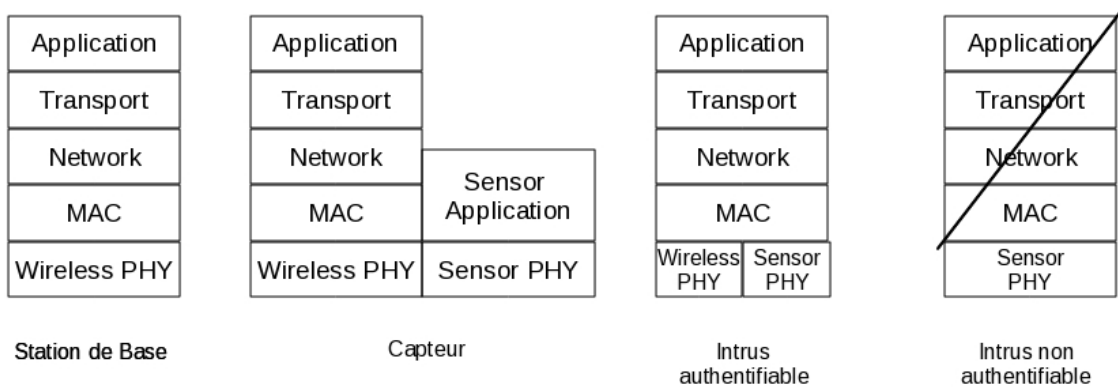 Application
Transport
Network
MAC
Wireless PHY
Station de Base
Application
Transport
Network
MAC
Wireless PHY
Sensor
Application
Sensor PHY
Capteur
Application
Transport
Network
MAC
Wireless
PHY
Sensor
PHY
Intrus
authentifiable
Application
Transport
Network
MAC
Sensor
PHY
Intrus non
authentifiable